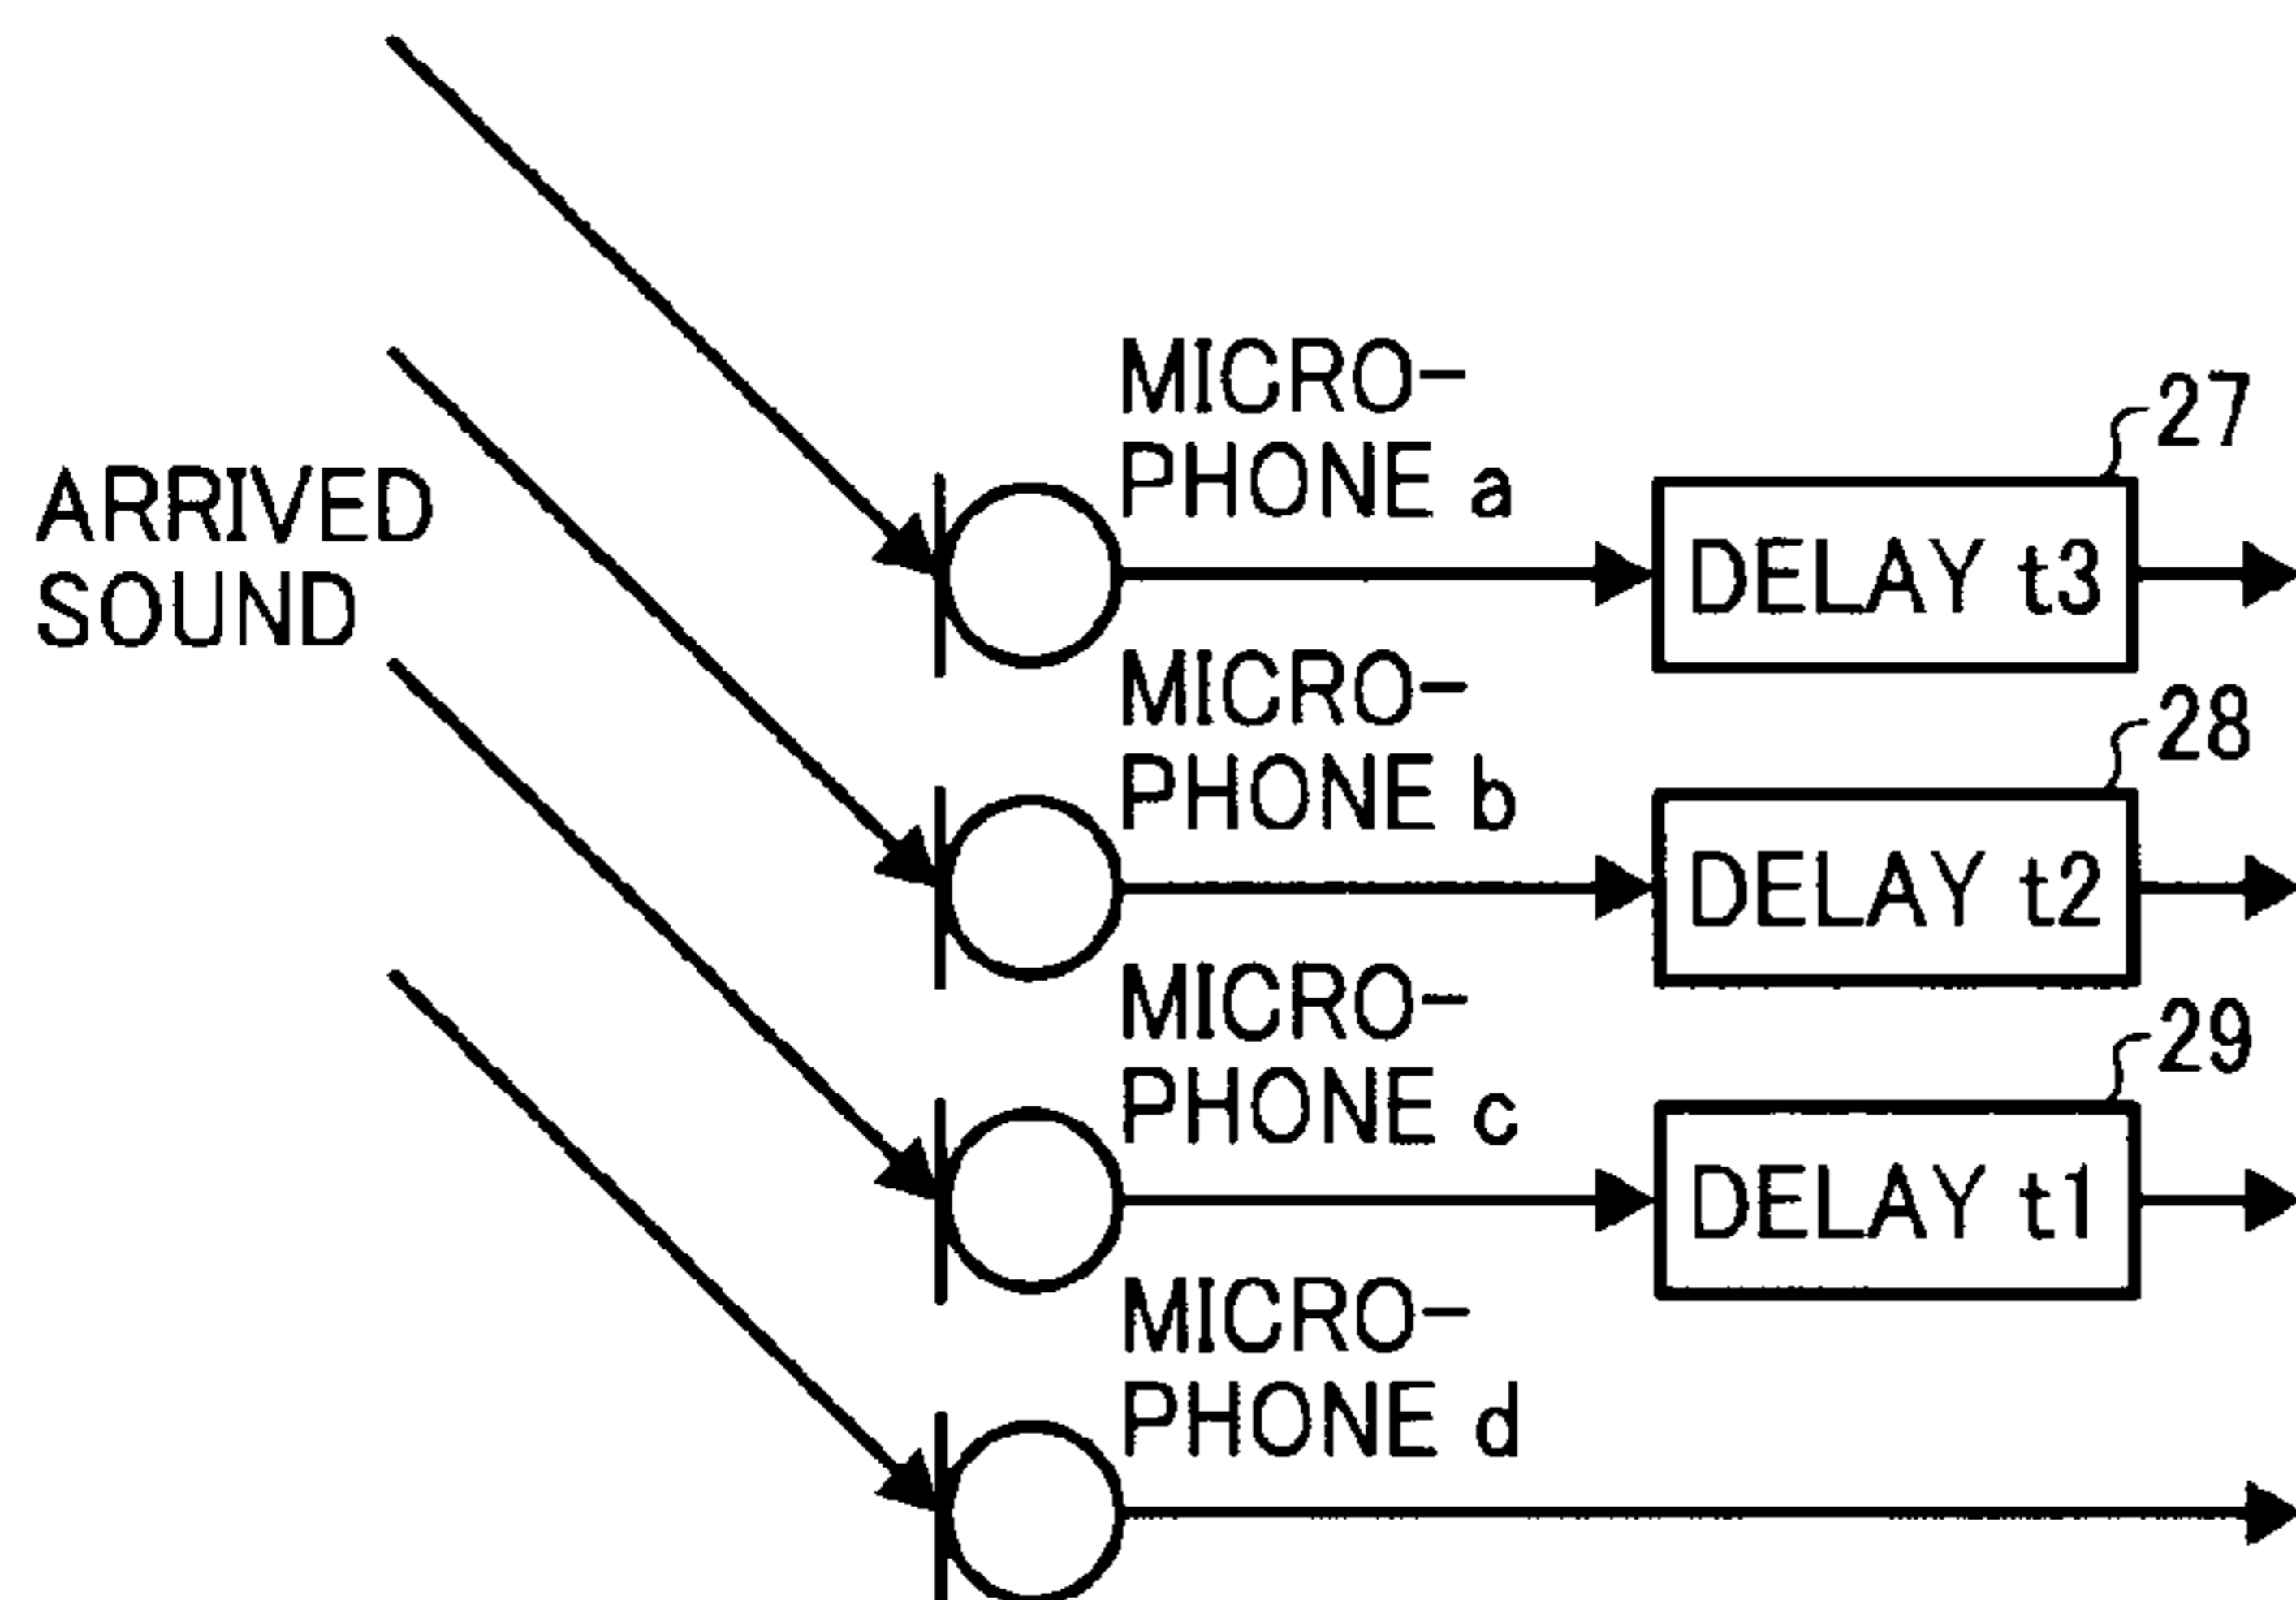 MICRO-
PHONE a
27
ARRIVED
SOUND
DELAY t3
MICRO-
PHONE b
28
DELAY t2
MICRO-
PHONE c
29
DELAY t1
MICRO-
PHONE d